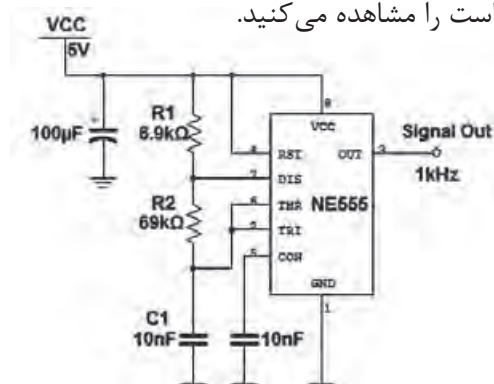 است را مشاهده می‌کنید.
VCC
5V
100µF
R1
6.9kΩ
R2
69kΩ
C1
10nF
10nF
8
VCC
4
RST
OUT
3
7
DIS
6
THR
NE555
2
TRI
5
CON
GND
1
Signal Out
1kHz